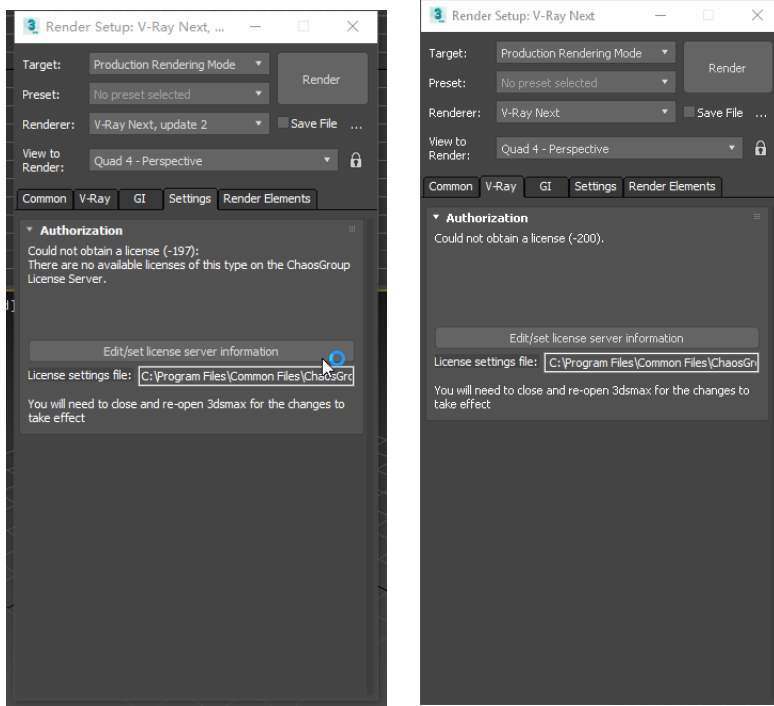 Render Setup: V-Ray Next, ...
Target: Production Rendering Mode
Render
Preset: No preset selected
Renderer: V-Ray Next, update 2
Save File ...
View to Render: Quad 4 - Perspective
Common V-Ray GI Settings Render Elements
Authorization
Could not obtain a license (-197):
There are no available licenses of this type on the ChaosGroup
License Server.
Edit/set license server information
License settings file: C:\Program Files\Common Files\ChaosGrc
You will need to close and re-open 3dsmax for the changes to
take effect
Render Setup: V-Ray Next
Target: Production Rendering Mode
Render
Preset: No preset selected
Renderer: V-Ray Next
Save File ...
View to Render: Quad 4 - Perspective
Common V-Ray GI Settings Render Elements
Authorization
Could not obtain a license (-200).
Edit/set license server information
License settings file: C:\Program Files\Common Files\ChaosGr
You will need to close and re-open 3dsmax for the changes to
take effect